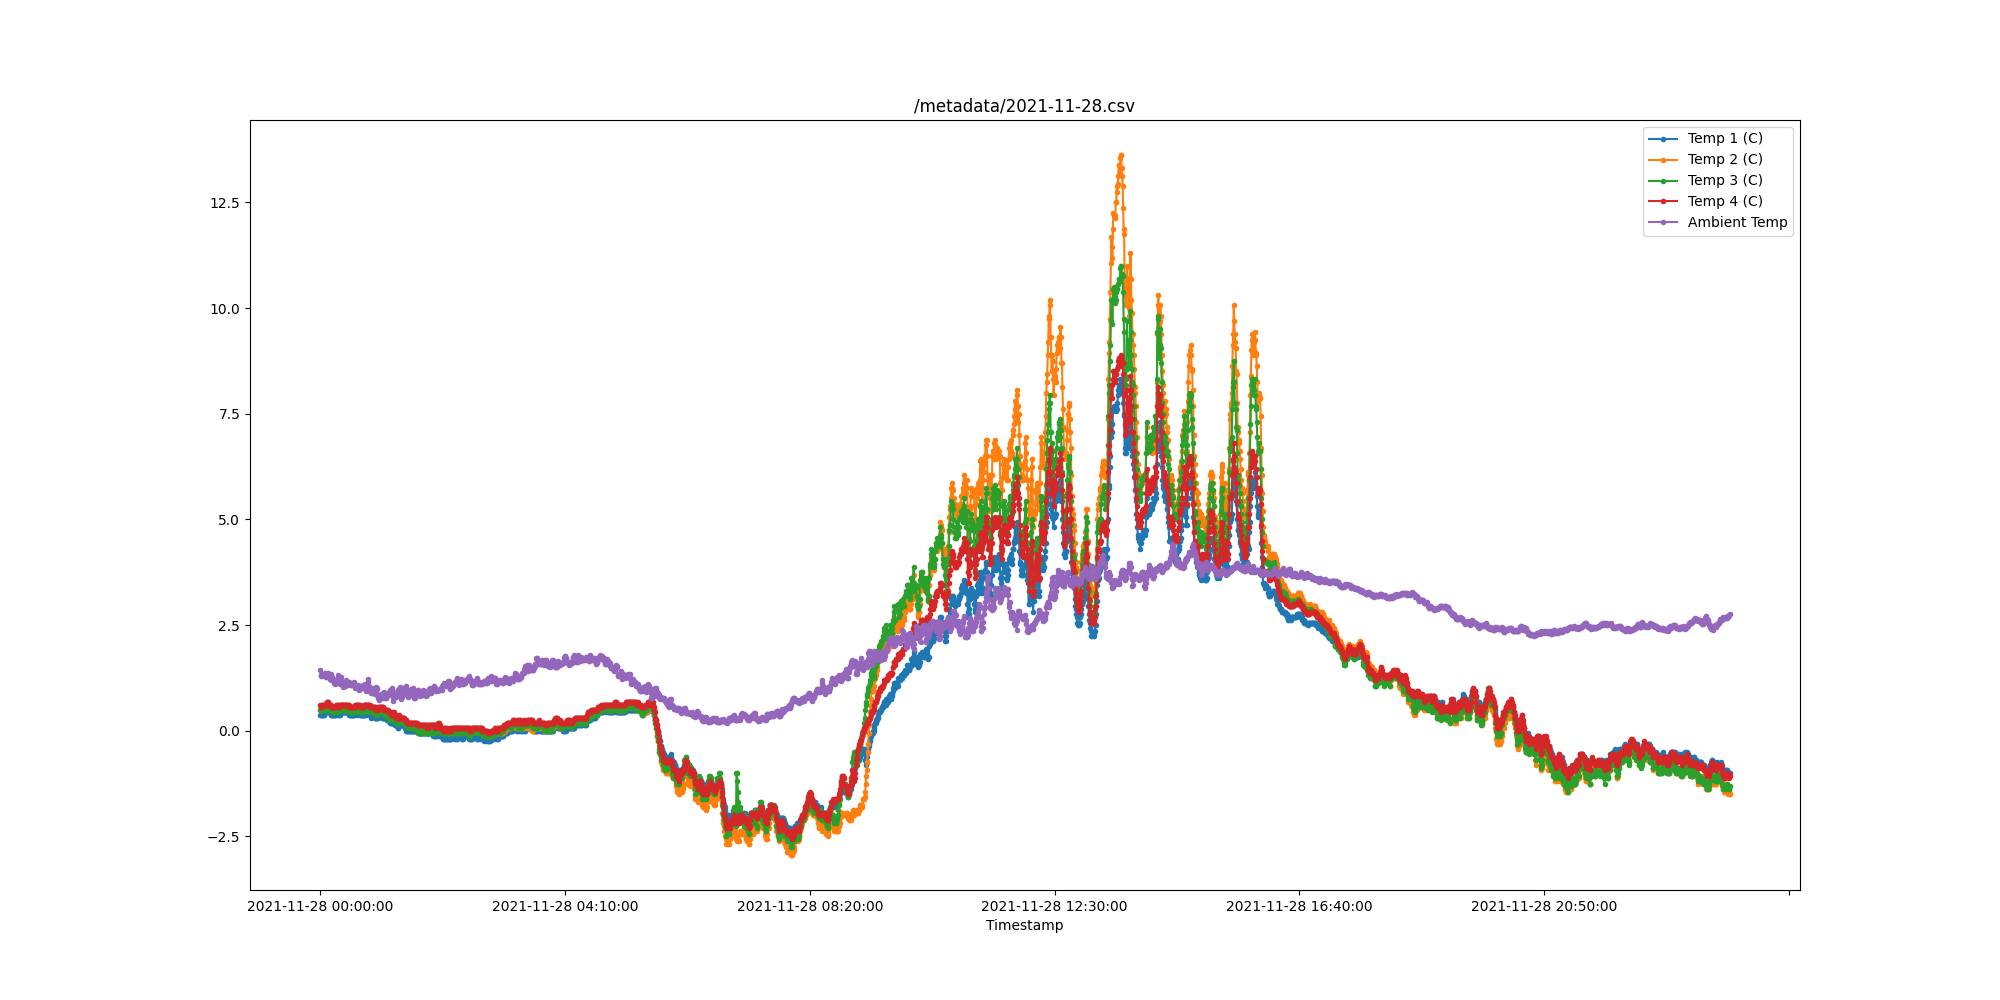 /metadata/2021-11-28.csv
Temp 1 (C)
Temp 2 (C)
Temp 3 (C)
Temp 4 (C)
Ambient Temp
12.5
10.0
7.5
5.0
2.5
0.0
−2.5
2021-11-28 00:00:00 2021-11-28 04:10:00 2021-11-28 08:20:00 2021-11-28 12:30:00 2021-11-28 16:40:00 2021-11-28 20:50:00
Timestamp